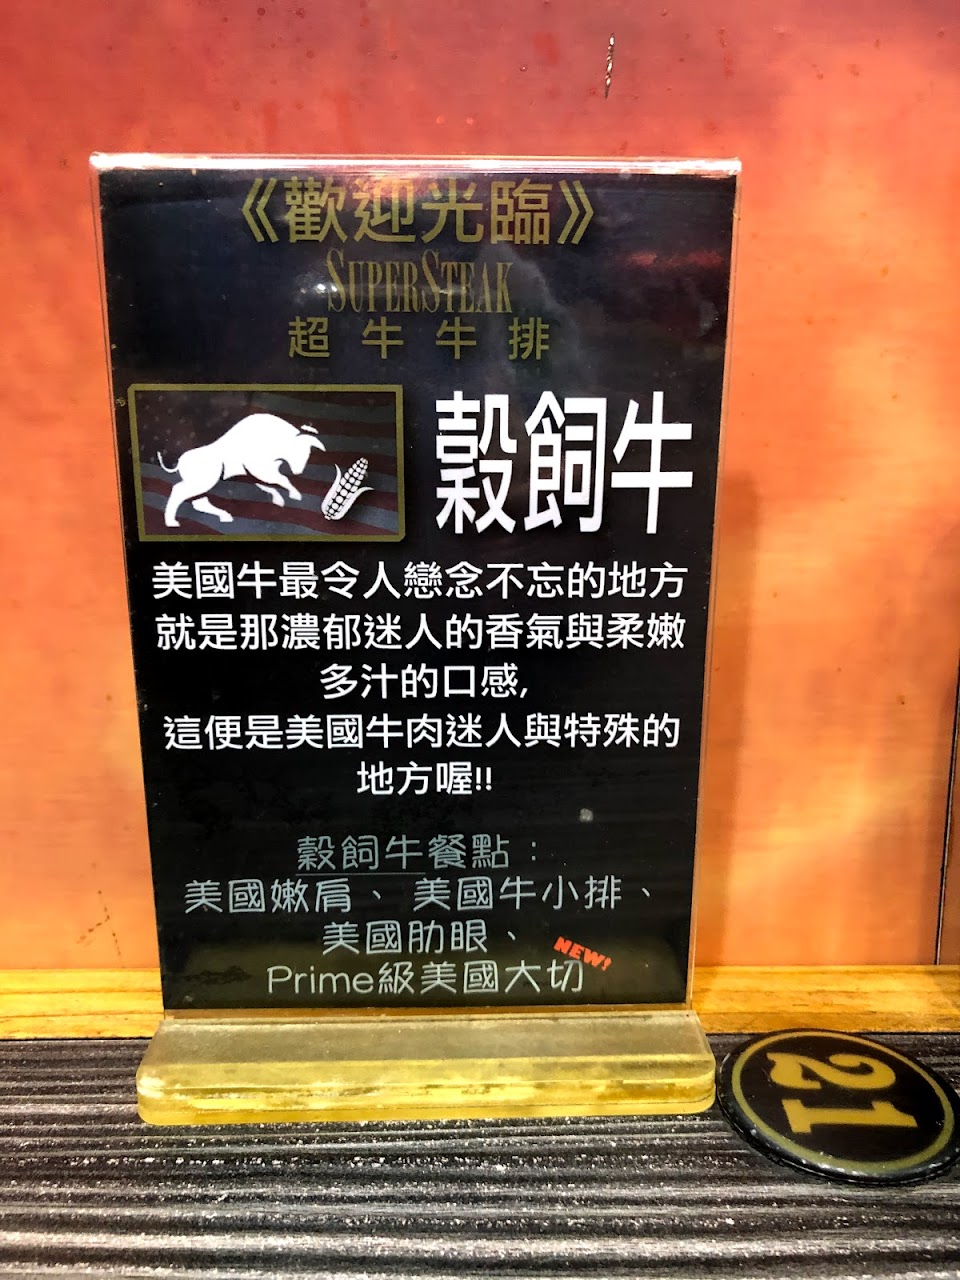 《歡迎光臨》
SUPERSTEAK
超牛牛排
穀飼牛
美國牛最令人戀念不忘的地方
就是那濃郁迷人的香氣與柔嫩
多汁的口感,
這便是美國牛肉迷人與特殊的
地方喔!!
穀飼牛餐點：
美國嫩肩、美國牛小排、
美國肋眼、
NEW!
Prime級美國大切
21